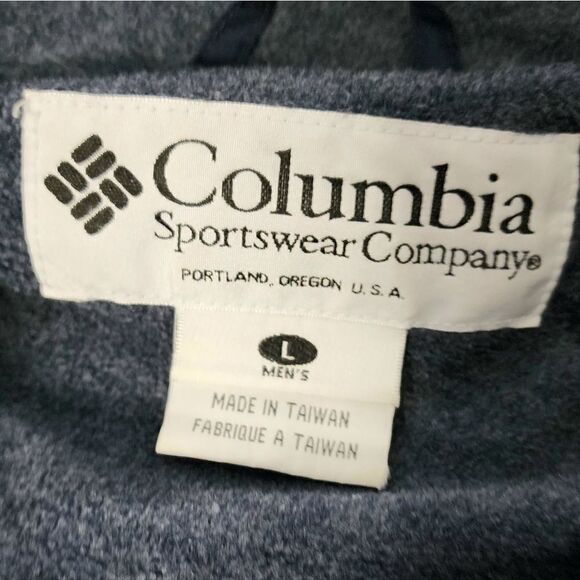 Columbia
Sportswear Company®
PORTLAND, OREGON U.S.A.
L
MEN'S
MADE IN TAIWAN
FABRIQUE A TAIWAN